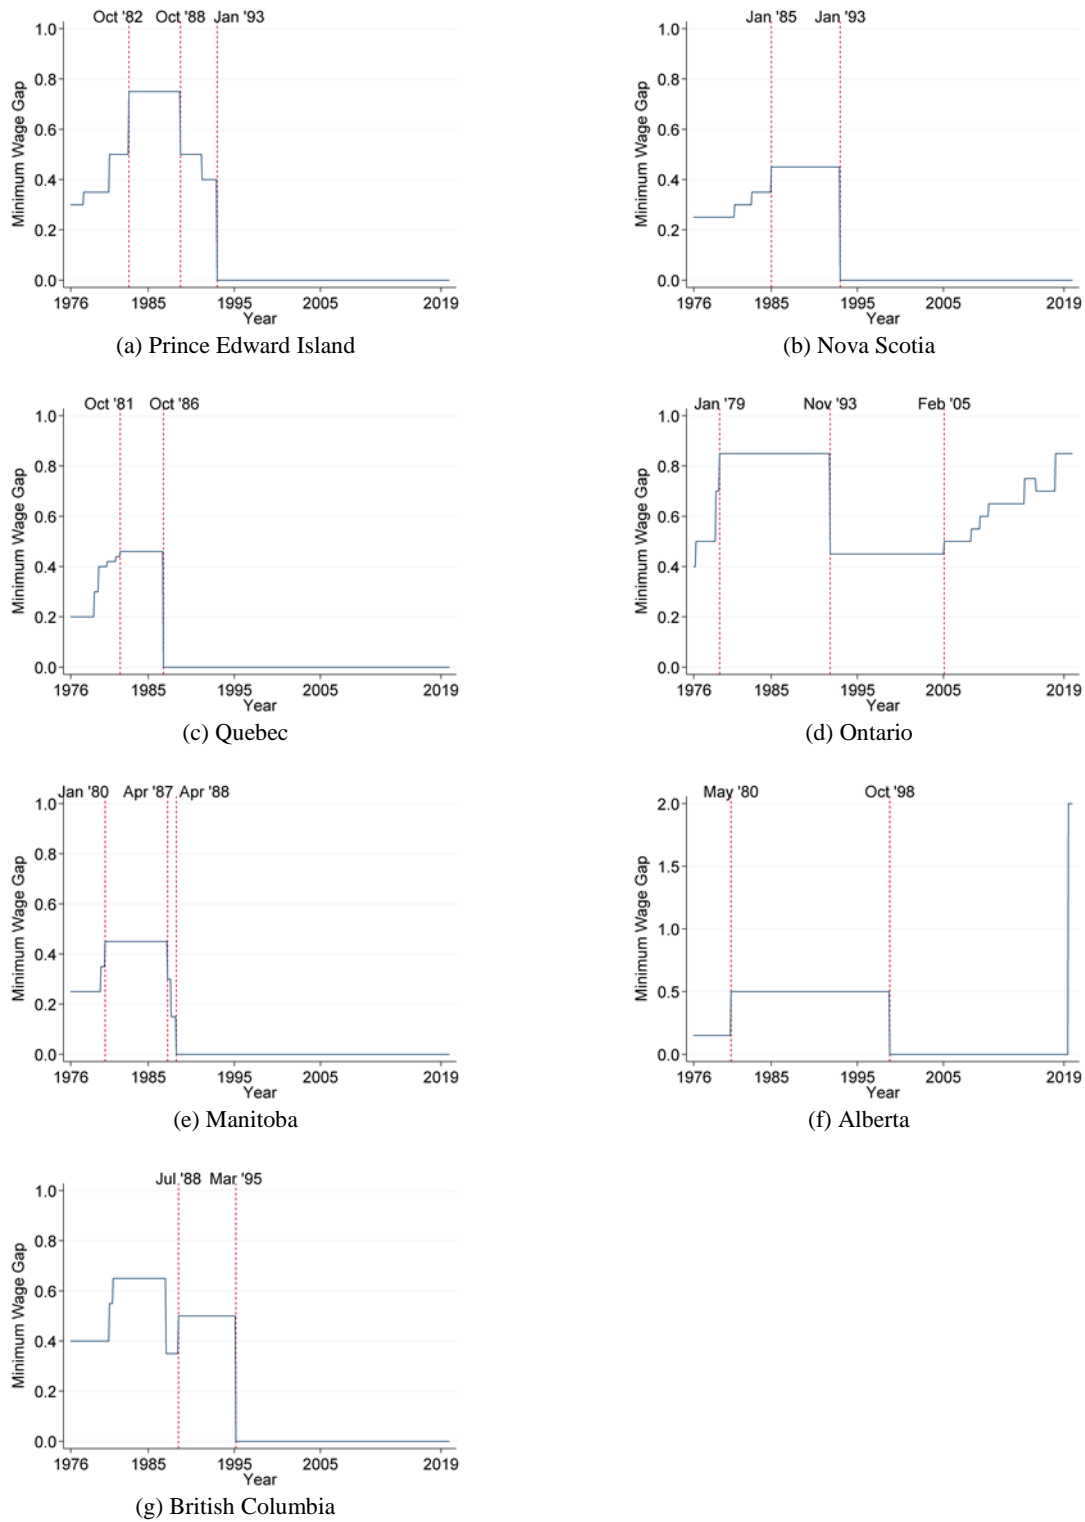 Oct '82 Oct '88 Jan '93
1.0
0.8
0.6
0.4
0.2
0.0
Minimum Wage Gap
1976 1985 1995 2005 2019
Year
(a) Prince Edward Island
Jan '85 Jan '93
1.0
0.8
0.6
0.4
0.2
0.0
Minimum Wage Gap
1976 1985 1995 2005 2019
Year
(b) Nova Scotia
Oct '81 Oct '86
1.0
0.8
0.6
0.4
0.2
0.0
Minimum Wage Gap
1976 1985 1995 2005 2019
Year
(c) Quebec
Jan '79 Nov '93 Feb '05
1.0
0.8
0.6
0.4
0.2
0.0
Minimum Wage Gap
1976 1985 1995 2005 2019
Year
(d) Ontario
Jan '80 Apr '87 Apr '88
1.0
0.8
0.6
0.4
0.2
0.0
Minimum Wage Gap
1976 1985 1995 2005 2019
Year
(e) Manitoba
May '80 Oct '98
2.0
1.5
1.0
0.5
0.0
Minimum Wage Gap
1976 1985 1995 2005 2019
Year
(f) Alberta
Jul '88 Mar '95
1.0
0.8
0.6
0.4
0.2
0.0
Minimum Wage Gap
1976 1985 1995 2005 2019
Year
(g) British Columbia